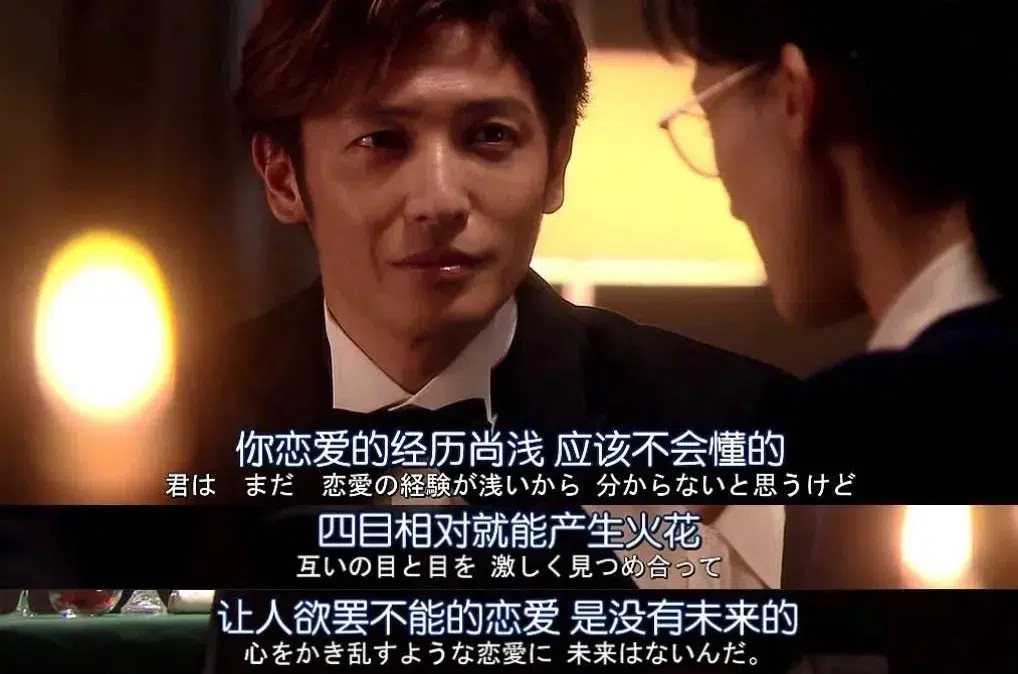 你恋爱的经历尚浅 应该不会懂的
君は　まだ　恋愛の経験が浅いから 分からないと思うけど
四目相对就能产生火花
互いの目と目を 激しく見つめ合って
让人欲罢不能的恋爱 是没有未来的
心をかき乱すような恋愛に 未来はないんだ。